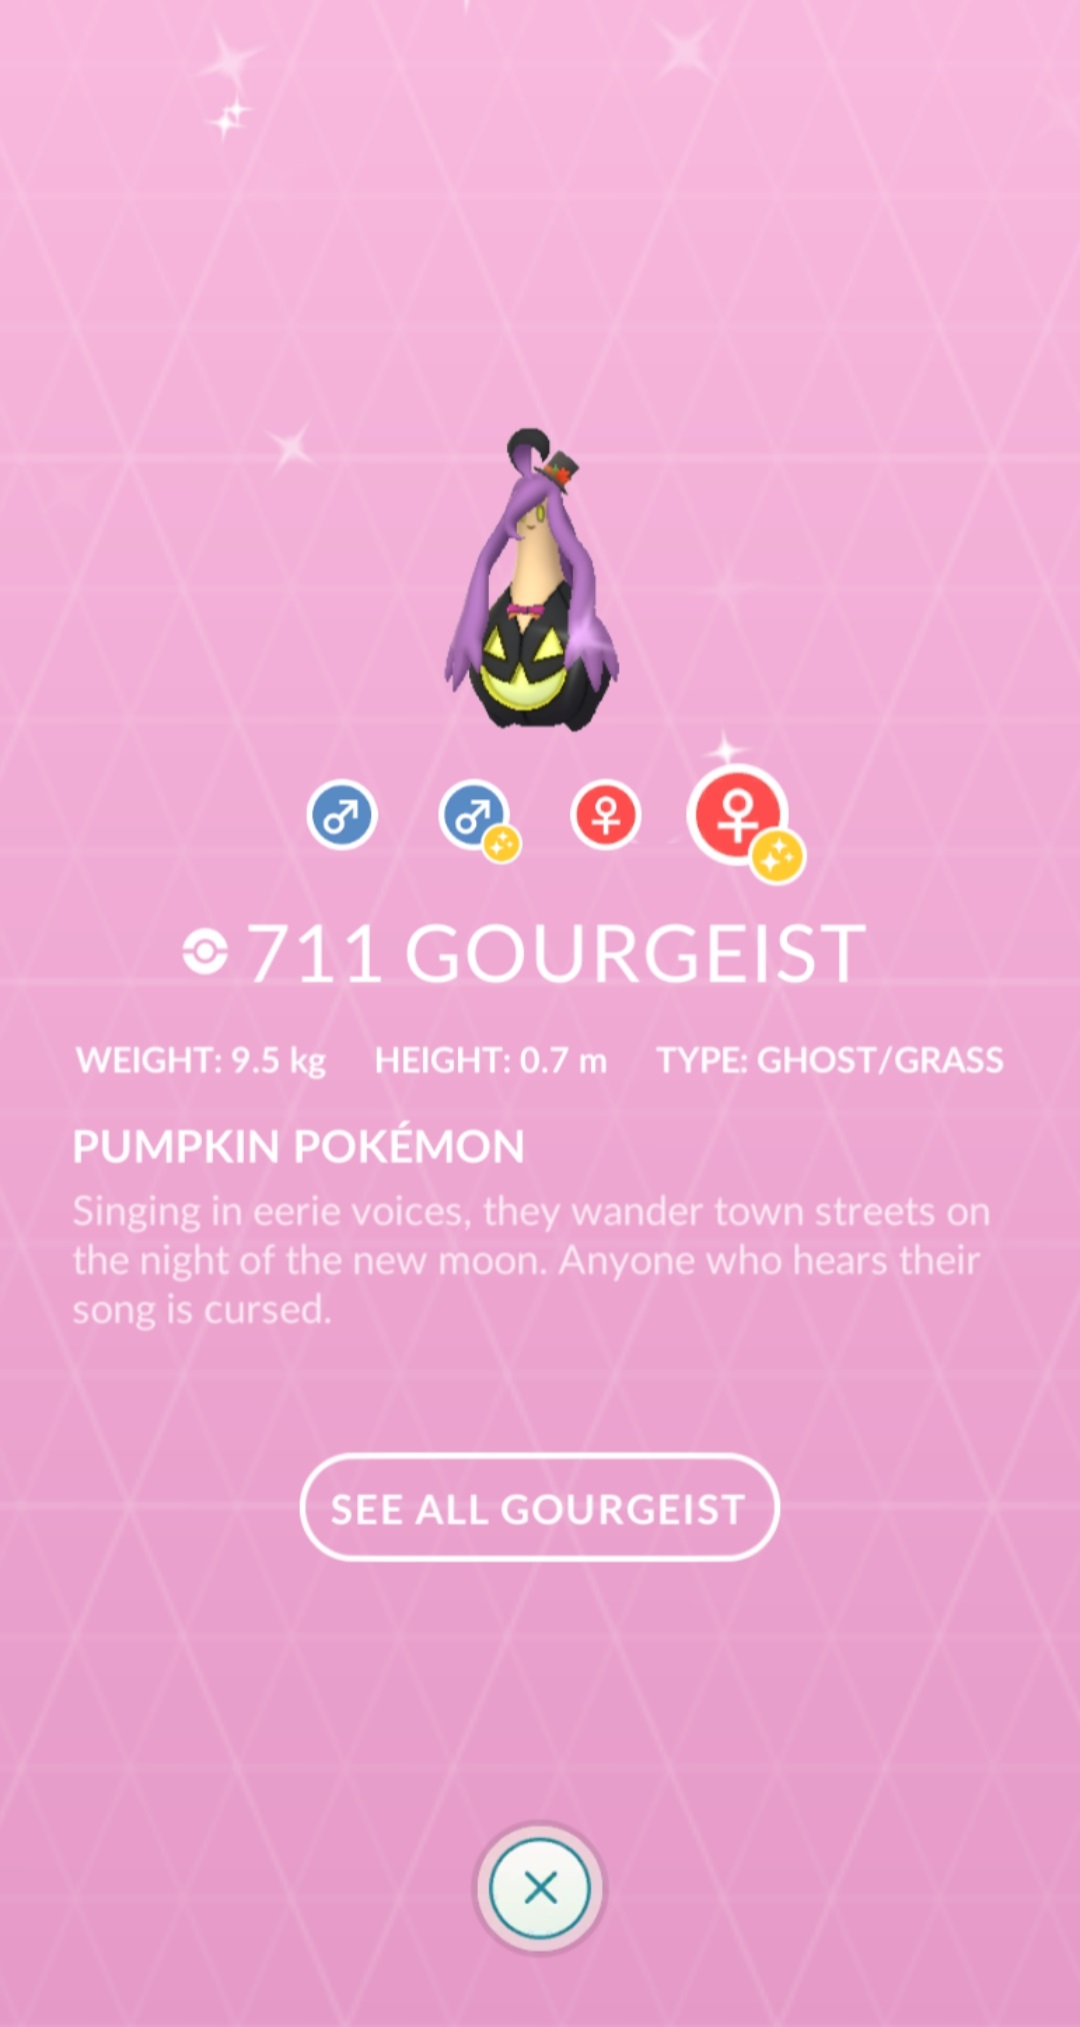 711 GOURGEIST
WEIGHT: 9.5 kg HEIGHT: 0.7 m TYPE: GHOST/GRASS
PUMPKIN POKÉMON
Singing in eerie voices, they wander town streets on
the night of the new moon. Anyone who hears their
song is cursed.
SEE ALL GOURGEIST